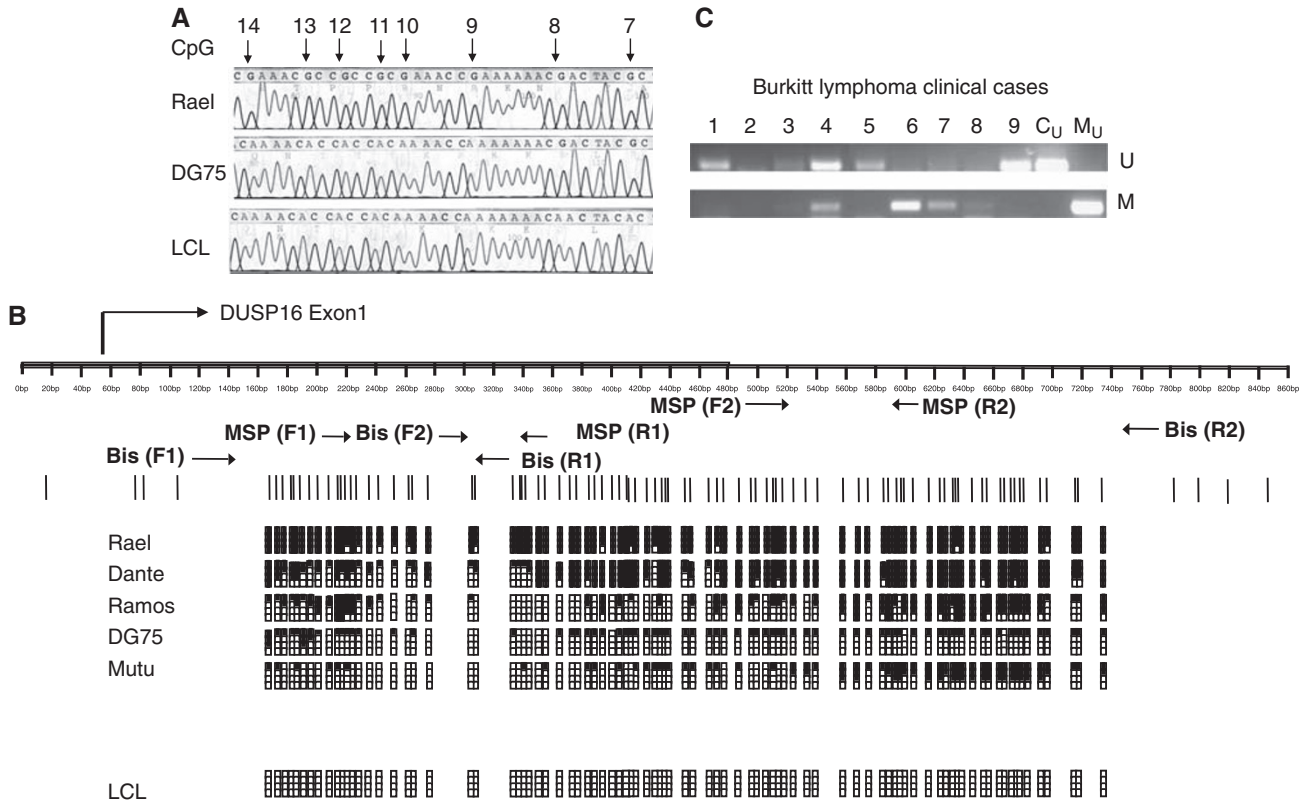 A
14 13 12 11 10 9 8 7
CpG
C G A A A C G C C G C C G C G A A A C C G A A A A A A C G A C T A C G C
Rael
C A A A A C A C C A C C A C A A A A C C A A A A A A A C G A C T A C G C
DG75
C A A A A C A C C A C C A C A A A A C C A A A A A A A C A A C T A C A C
LCL
C
Burkitt lymphoma clinical cases
1 2 3 4 5 6 7 8 9 CU MU
U
M
B
DUSP16 Exon1
0bp 20bp 40bp 60bp 80bp 100bp 120bp 140bp 160bp 180bp 200bp 220bp 240bp 260bp 280bp 300bp 320bp 340bp 360bp 380bp 400bp 420bp 440bp 460bp 480bp 500bp 520bp 540bp 560bp 580bp 600bp 620bp 640bp 660bp 680bp 700bp 720bp 740bp 760bp 780bp 800bp 820bp 840bp 860bp
MSP (F2) MSP (R2)
MSP (F1) Bis (F2) MSP (R1) Bis (R2)
Bis (F1) Bis (R1)
Rael
Dante
Ramos
DG75
Mutu
LCL